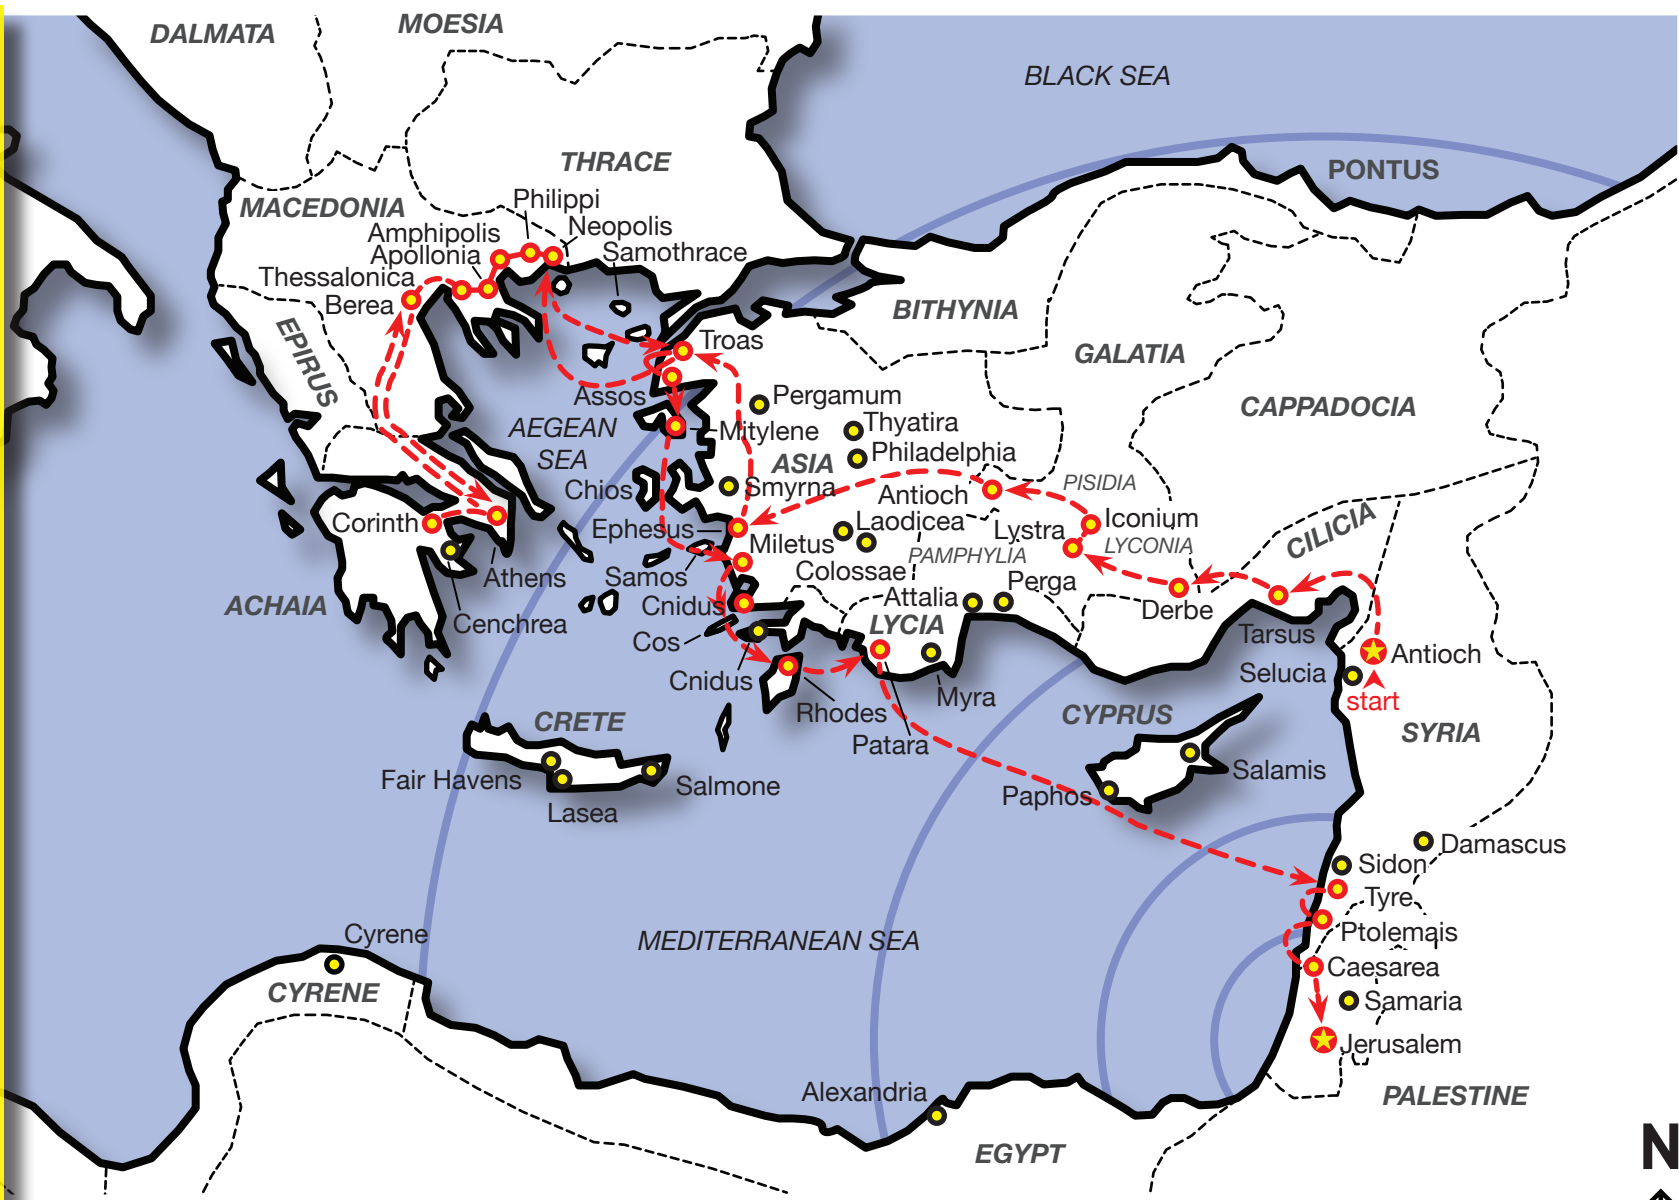 DALMATA
MOESIA
BLACK SEA
THRACE
PONTUS
MACEDONIA
Philippi
Neopolis
Amphipolis
Apollonia
Samothrace
Thessalonica
Berea
BITHYNIA
EPIRUS
Troas
GALATIA
Assos
Pergamum
CAPPADOCIA
AEGEAN
SEA
Mitylene
Thyatira
Philadelphia
ASIA
Chios
Smyrna
Antioch
PISIDIA
Corinth
Ephesus
Laodicea
Lystra
Iconium
LYCONIA
CILICIA
Miletus
PAMPHYLIA
Athens
Samos
Colossae
Perga
Attalia
Derbe
ACHAIA
Cnidus
Cenchrea
LYCIA
Tarsus
Cos
Antioch
Selucia
start
Cnidus
Myra
Rhodes
CRETE
CYPRUS
SYRIA
Patara
Fair Havens
Salmone
Salamis
Paphos
Lasea
Damascus
Sidon
Tyre
Cyrene
MEDITERRANEAN SEA
Ptolemais
Caesarea
CYRENE
Samaria
Jerusalem
Alexandria
PALESTINE
EGYPT
N